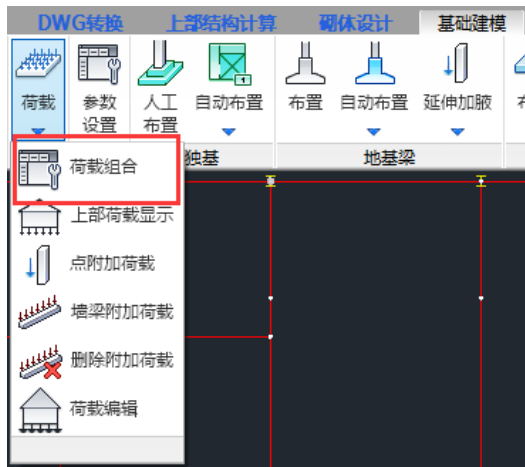 DWG转换 上部结构计算 砌体设计 基础建模
荷载 参数设置 人工布置 自动布置 布置 自动布置 延伸加腋
独基 地基梁
荷载组合
上部荷载显示
点附加荷载
墙梁附加荷载
删除附加荷载
荷载编辑